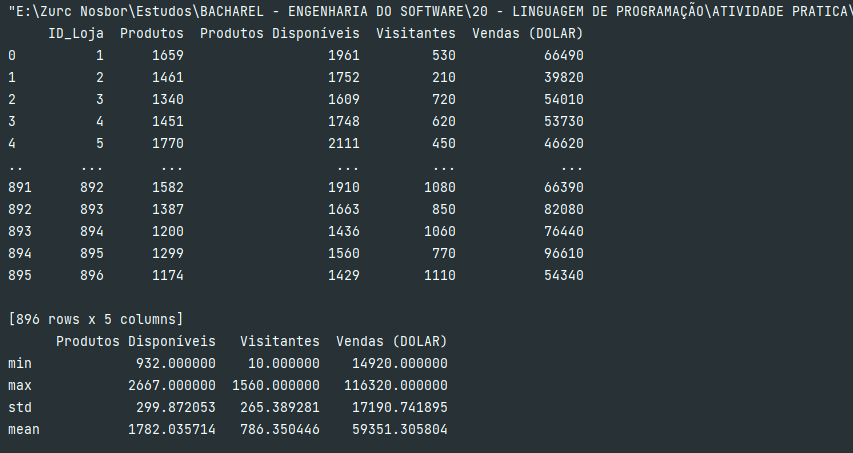 "E:\Zurc Nosbor\Estudos\BACHAREL - ENGENHARIA DO SOFTWARE\20 - LINGUAGEM DE PROGRAMAÇÃO\ATIVIDADE PRATICA\
ID_Loja Produtos Produtos Disponíveis Visitantes Vendas (DOLAR)
0 1 1659 1961 530 66490
1 2 1461 1752 210 39820
2 3 1340 1609 720 54010
3 4 1451 1748 620 53730
4 5 1770 2111 450 46620
.. ... ... ... ... ...
891 892 1582 1910 1080 66390
892 893 1387 1663 850 82080
893 894 1200 1436 1060 76440
894 895 1299 1560 770 96610
895 896 1174 1429 1110 54340
[896 rows x 5 columns]
Produtos Disponíveis Visitantes Vendas (DOLAR)
min 932.000000 10.000000 14920.000000
max 2667.000000 1560.000000 116320.000000
std 299.872053 265.389281 17190.741895
mean 1782.035714 786.350446 59351.305804